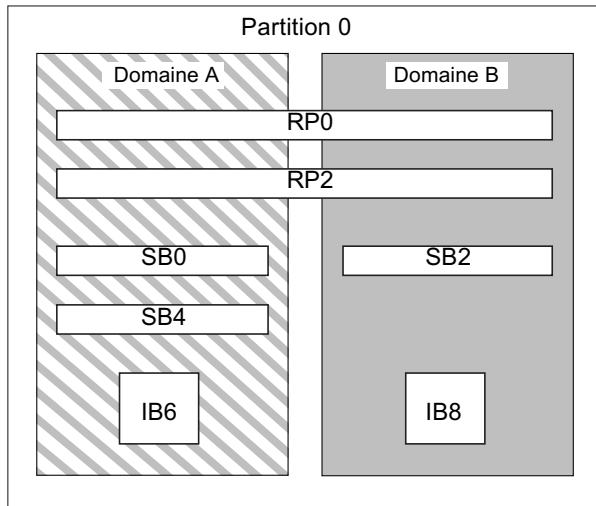 Partition 0
Domaine A
Domaine B
RP0
RP2
SB0
SB2
SB4
IB6
IB8